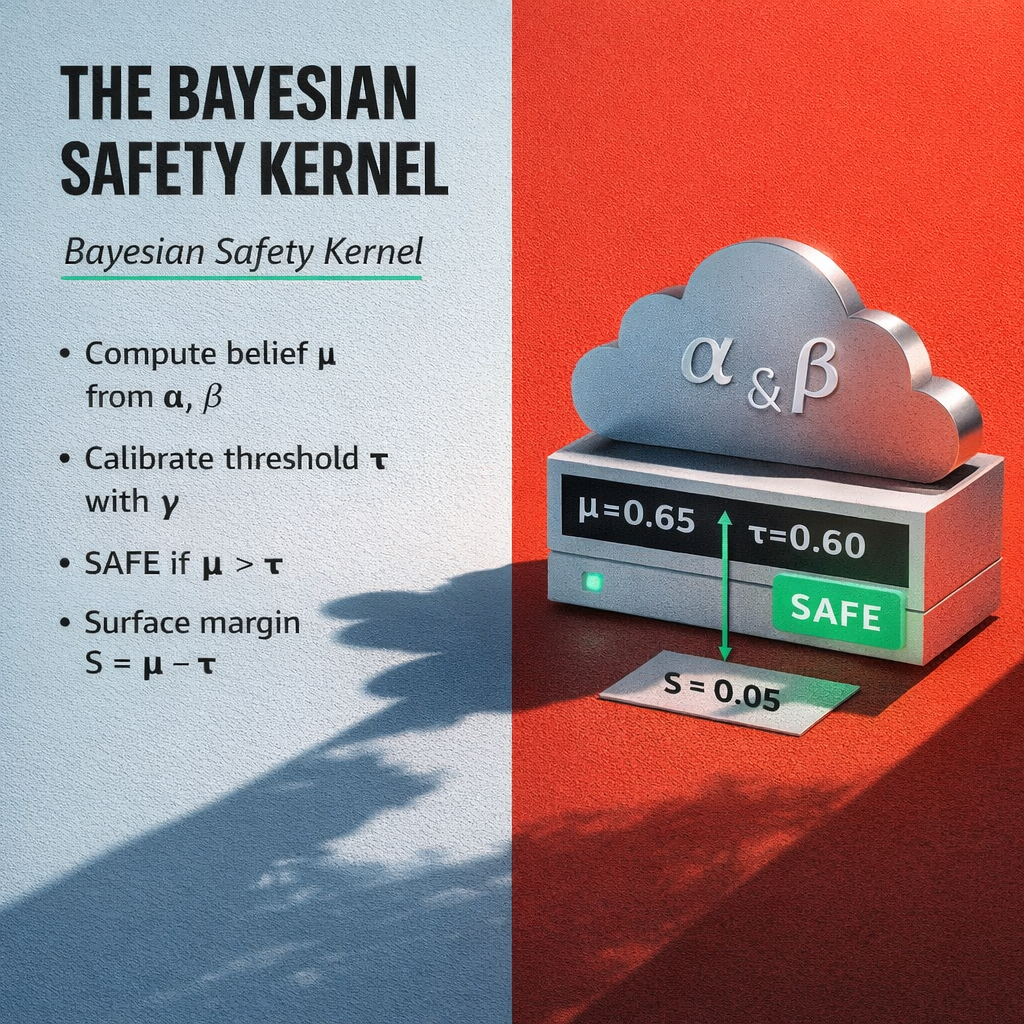 THE BAYESIAN
SAFETY KERNEL
Bayesian Safety Kernel
• Compute belief μ
from α, β
• Calibrate threshold τ
with γ
• SAFE if μ > τ
• Surface margin
S = μ – τ
α & β
μ=0.65
τ=0.60
SAFE
S = 0.05